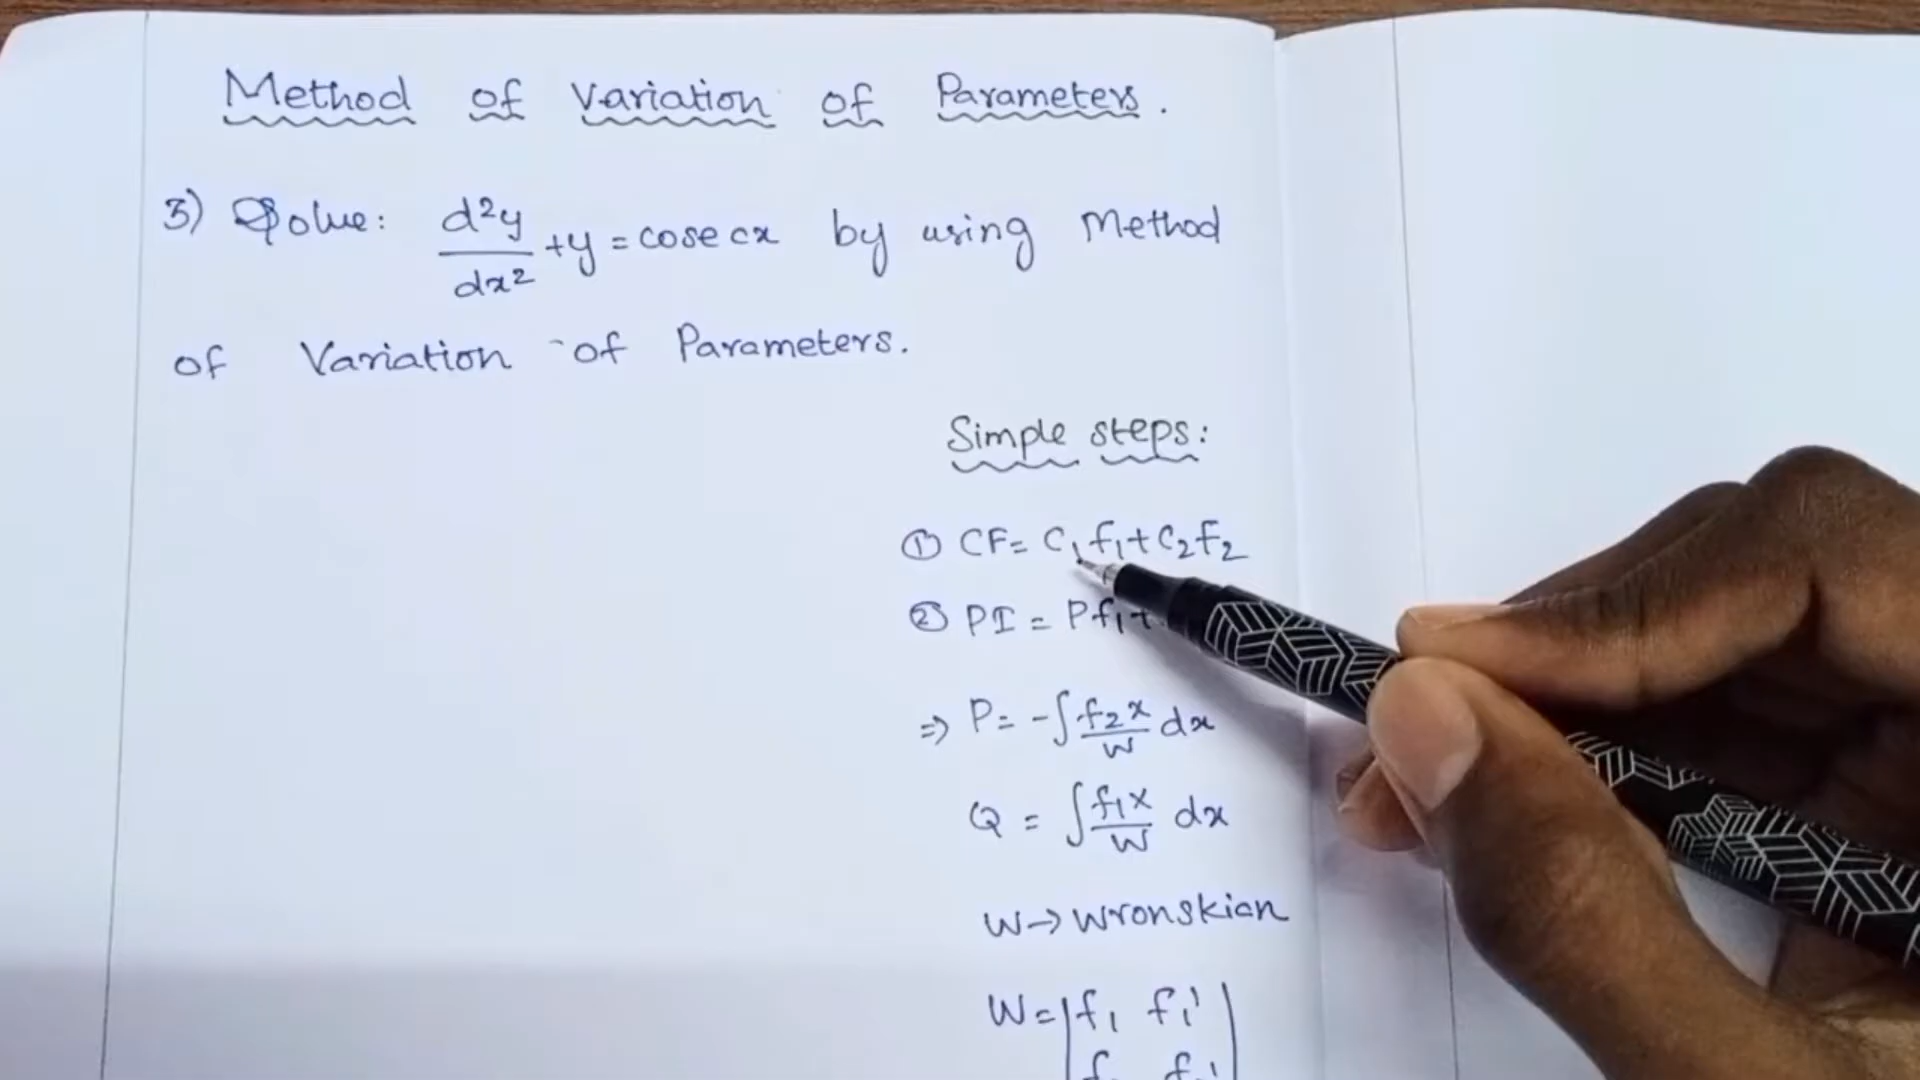 Method of Variation of Parameters.
3) Solve: d²y/dx² + y = cosecx by using Method
of Variation of Parameters.
Simple steps:
① CF = C₁f₁ + C₂f₂
② PI = Pf₁ +
⇒ P = -∫ f₂x/W dx
Q = ∫ f₁x/W dx
W → Wronskian
W = | f₁ f₁' |